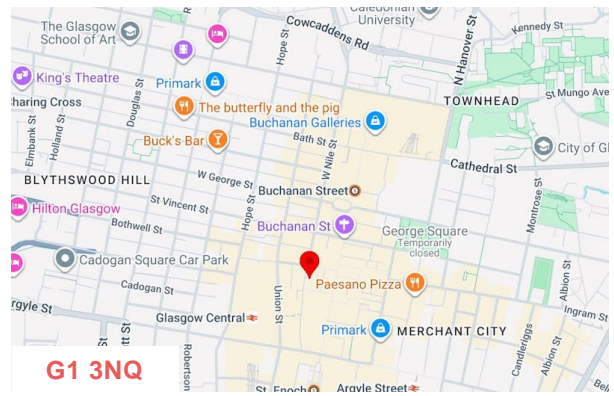 The Glasgow
School of Art
Caledonian
University
Cowcaddens Rd
Kennedy St
Hope St
N Hanover St
King's Theatre
Primark
TOWNHEAD
St Mungo Ave
Charing Cross
Douglas St
The butterfly and the pig
Buchanan Galleries
Elmbank St
Holland St
Buck's Bar
Bath St
W Nile St
City of Gl
Cathedral St
BLYTHSWOOD HILL
W George St
Buchanan Street
Hilton Glasgow
St Vincent St
Hope St
Montrose St
Bothwell St
Buchanan St
George Square
Temporarily
closed
Cadogan Square Car Park
Paesano Pizza
Cadogan St
Union St
Albion St
Argyle St
Glasgow Central
Ingram St
Primark
MERCHANT CITY
Robertson
Candleriggs
Albion St
G1 3NQ
St. Enoch
Argyle Street